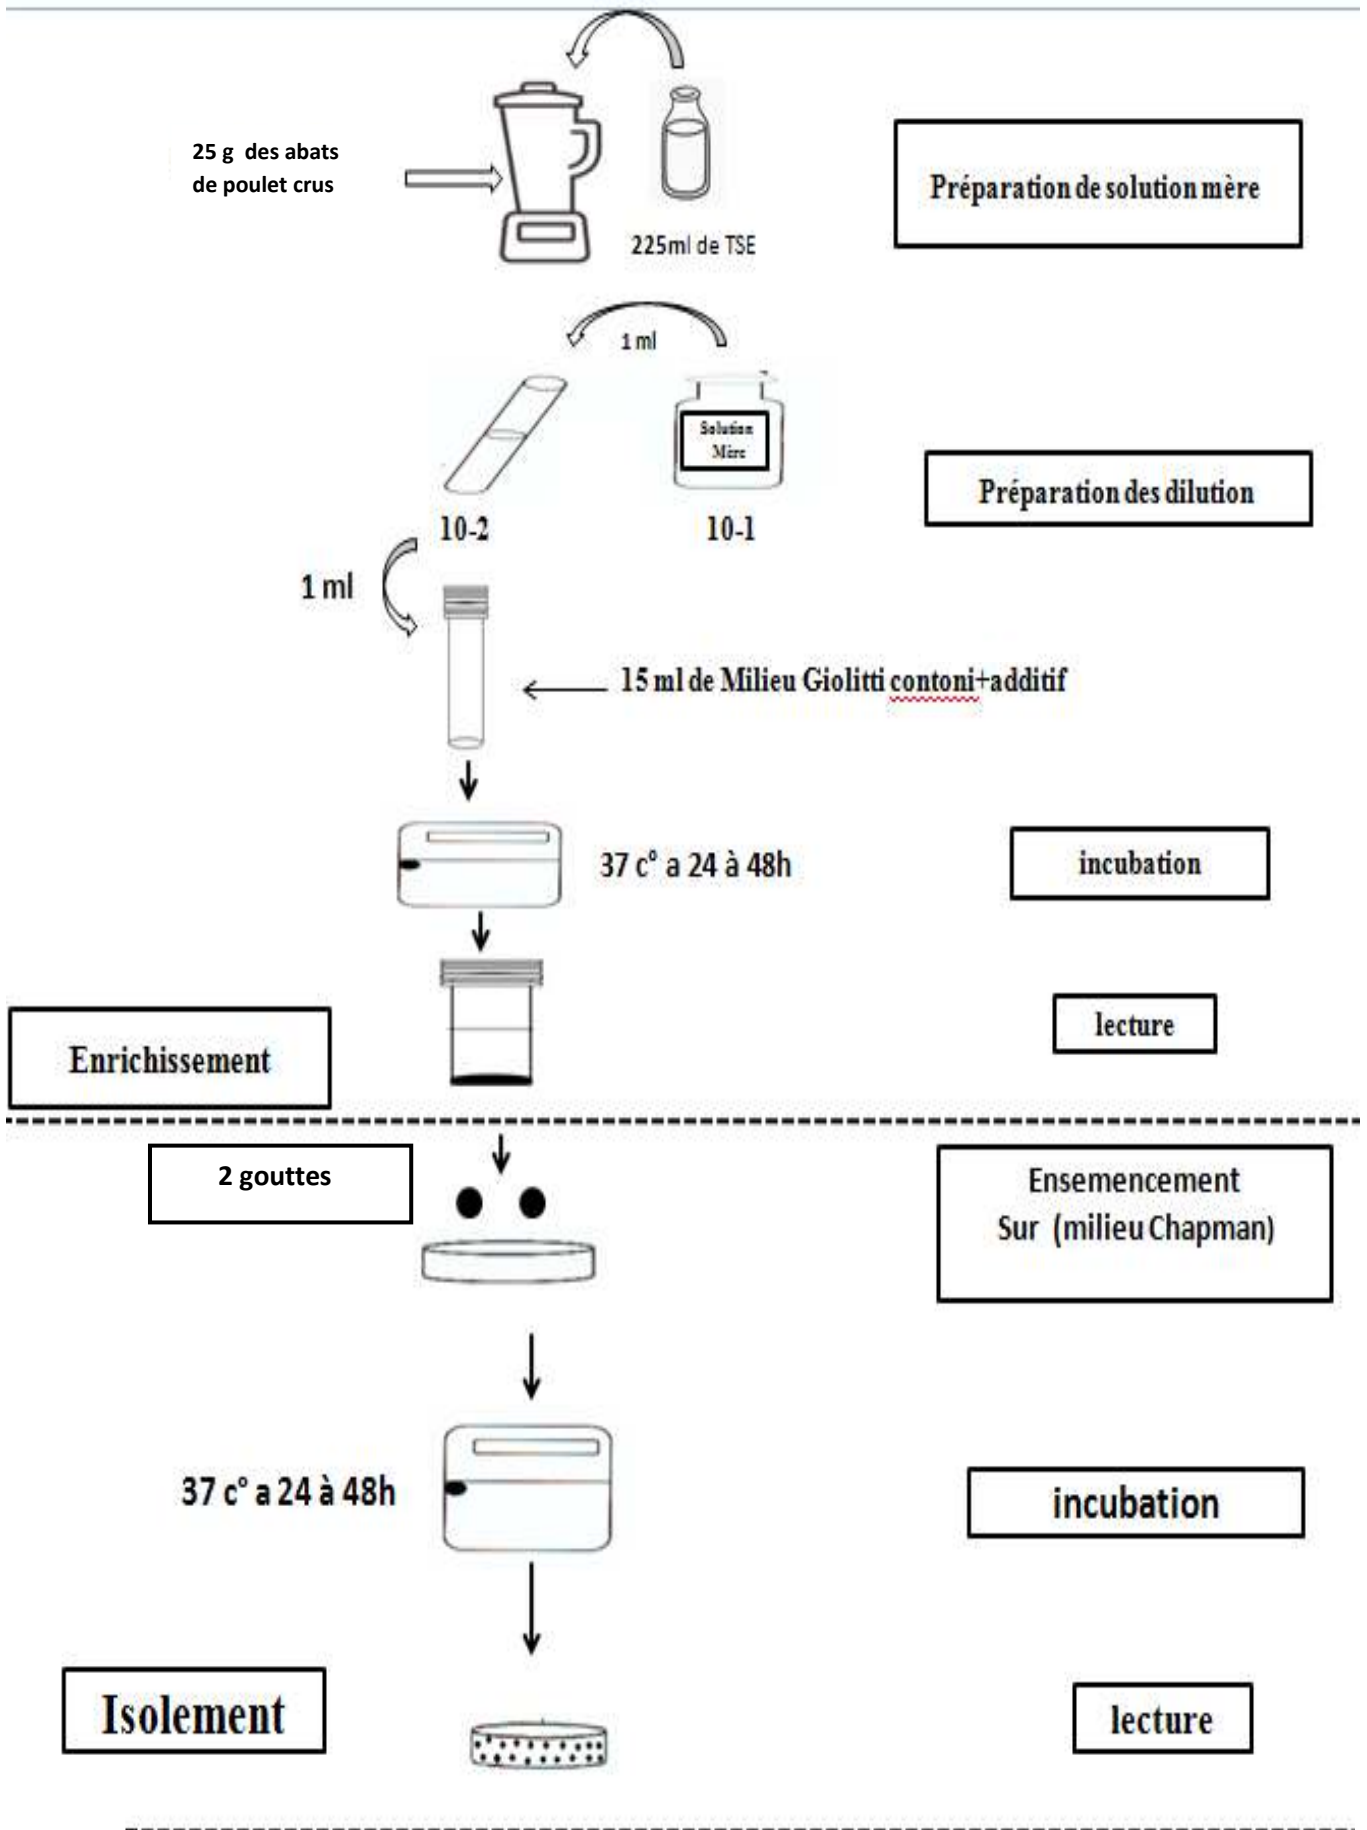 25 g des abats
de poulet crus
225ml de TSE
Préparation de solution mère
1 ml
Solution
Mère
10-2
10-1
Préparation des dilution
1 ml
15 ml de Milieu Giolitti contoni+additif
37 c° a 24 à 48h
incubation
lecture
Enrichissement
2 gouttes
Ensemencement
Sur (milieu Chapman)
37 c° a 24 à 48h
incubation
Isolement
lecture